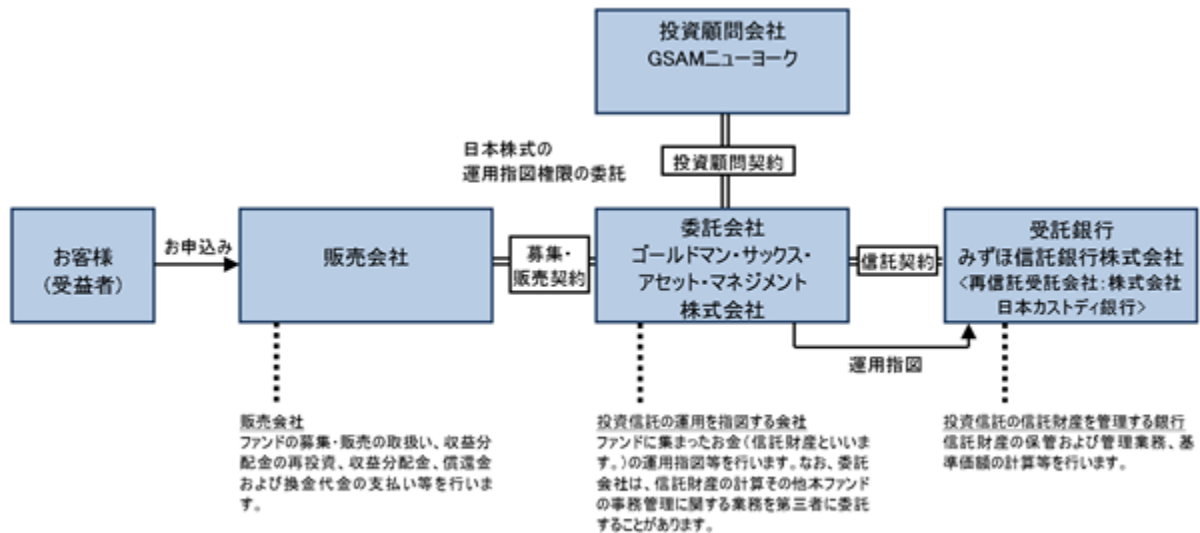 投資顧問会社
GSAMニューヨーク
日本株式の
運用指図権限の委託
投資顧問契約
お客様
(受益者)
お申込み
販売会社
募集・
販売契約
委託会社
ゴールドマン・サックス・
アセット・マネジメント
株式会社
信託契約
受託銀行
みずほ信託銀行株式会社
<再信託受託会社:株式会社
日本カストディ銀行>
運用指図
販売会社
ファンドの募集・販売の取扱い、収益分
配金の再投資、収益分配金、償還金
および換金代金の支払い等を行いま
す。
投資信託の運用を指図する会社
ファンドに集まったお金(信託財産といいま
す。)の運用指図等を行います。なお、委託
会社は、信託財産の計算その他本ファンド
の事務管理に関する業務を第三者に委託
することがあります。
投資信託の信託財産を管理する銀行
信託財産の保管および管理業務、基
準価額の計算等を行います。